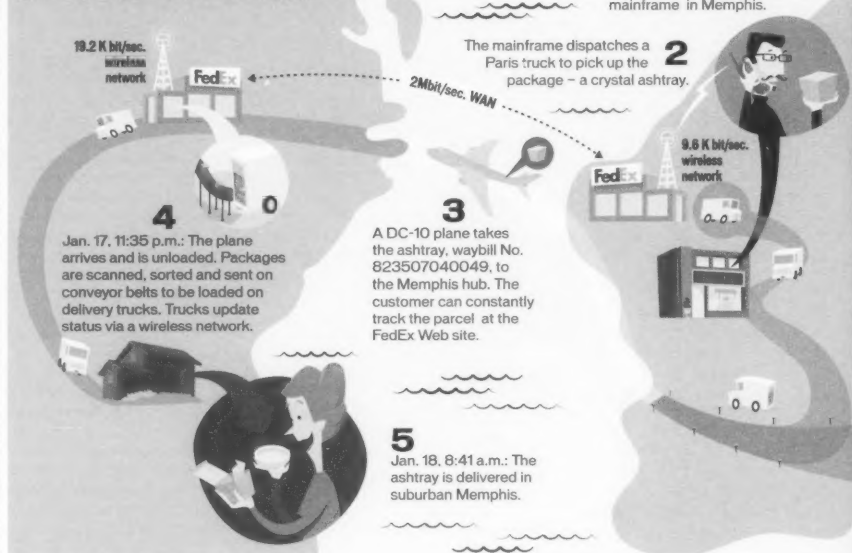 mainframe in Memphis.
2
The mainframe dispatches a
Paris truck to pick up the
package – a crystal ashtray.
19.2 K bit/sec.
wireless
network
FedEx
2Mbit/sec. WAN
9.6 K bit/sec.
wireless
network
FedEx
3
A DC-10 plane takes
the ashtray, waybill No.
823507040049, to
the Memphis hub. The
customer can constantly
track the parcel at the
FedEx Web site.
4
Jan. 17, 11:35 p.m.: The plane
arrives and is unloaded. Packages
are scanned, sorted and sent on
conveyor belts to be loaded on
delivery trucks. Trucks update
status via a wireless network.
5
Jan. 18, 8:41 a.m.: The
ashtray is delivered in
suburban Memphis.